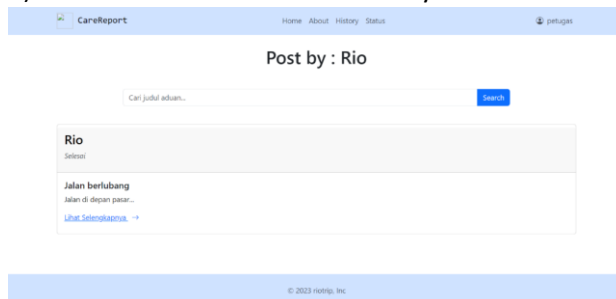 CareReport Home About History Status petugas
Post by : Rio
Cari judul aduan... Search
Rio
Selesai
Jalan berlubang
Jalan di depan pasar...
Lihat Selengkapnya →
© 2023 riotrip, Inc